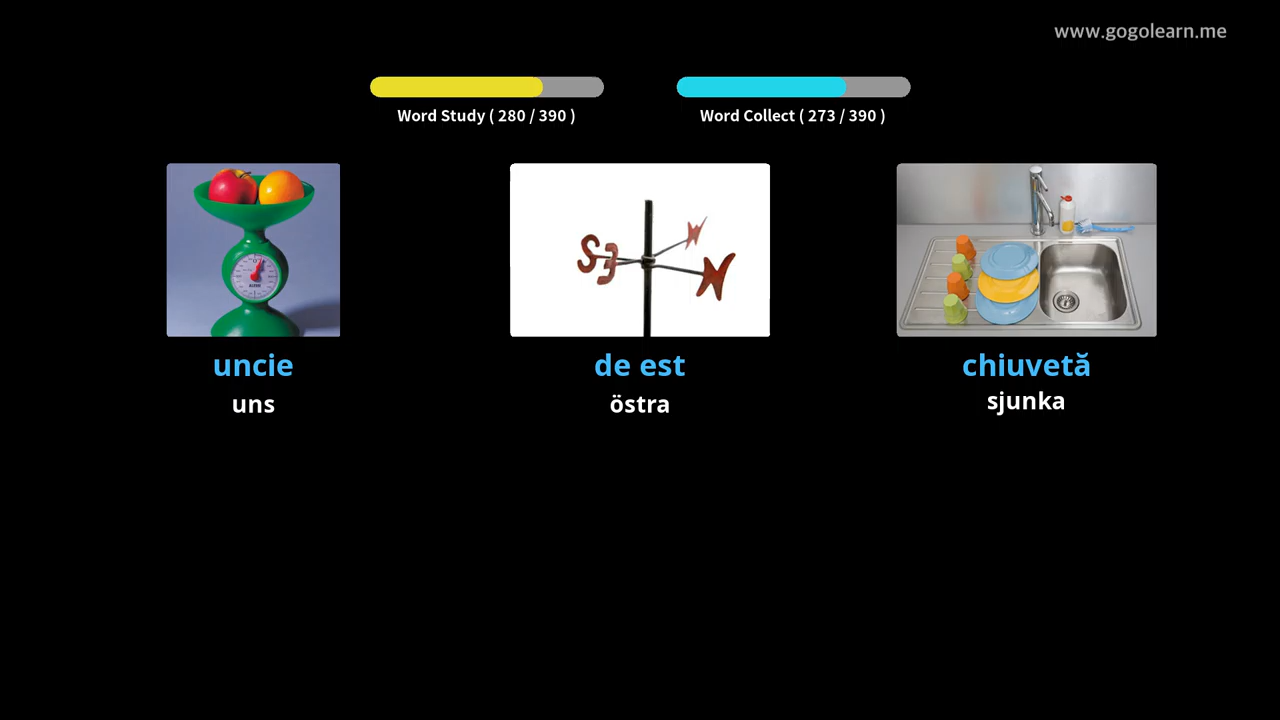 www.gogolearn.me
Word Study ( 280 / 390 )
Word Collect ( 273 / 390 )
S E N W
uncie
de est
chiuvetă
uns
östra
sjunka